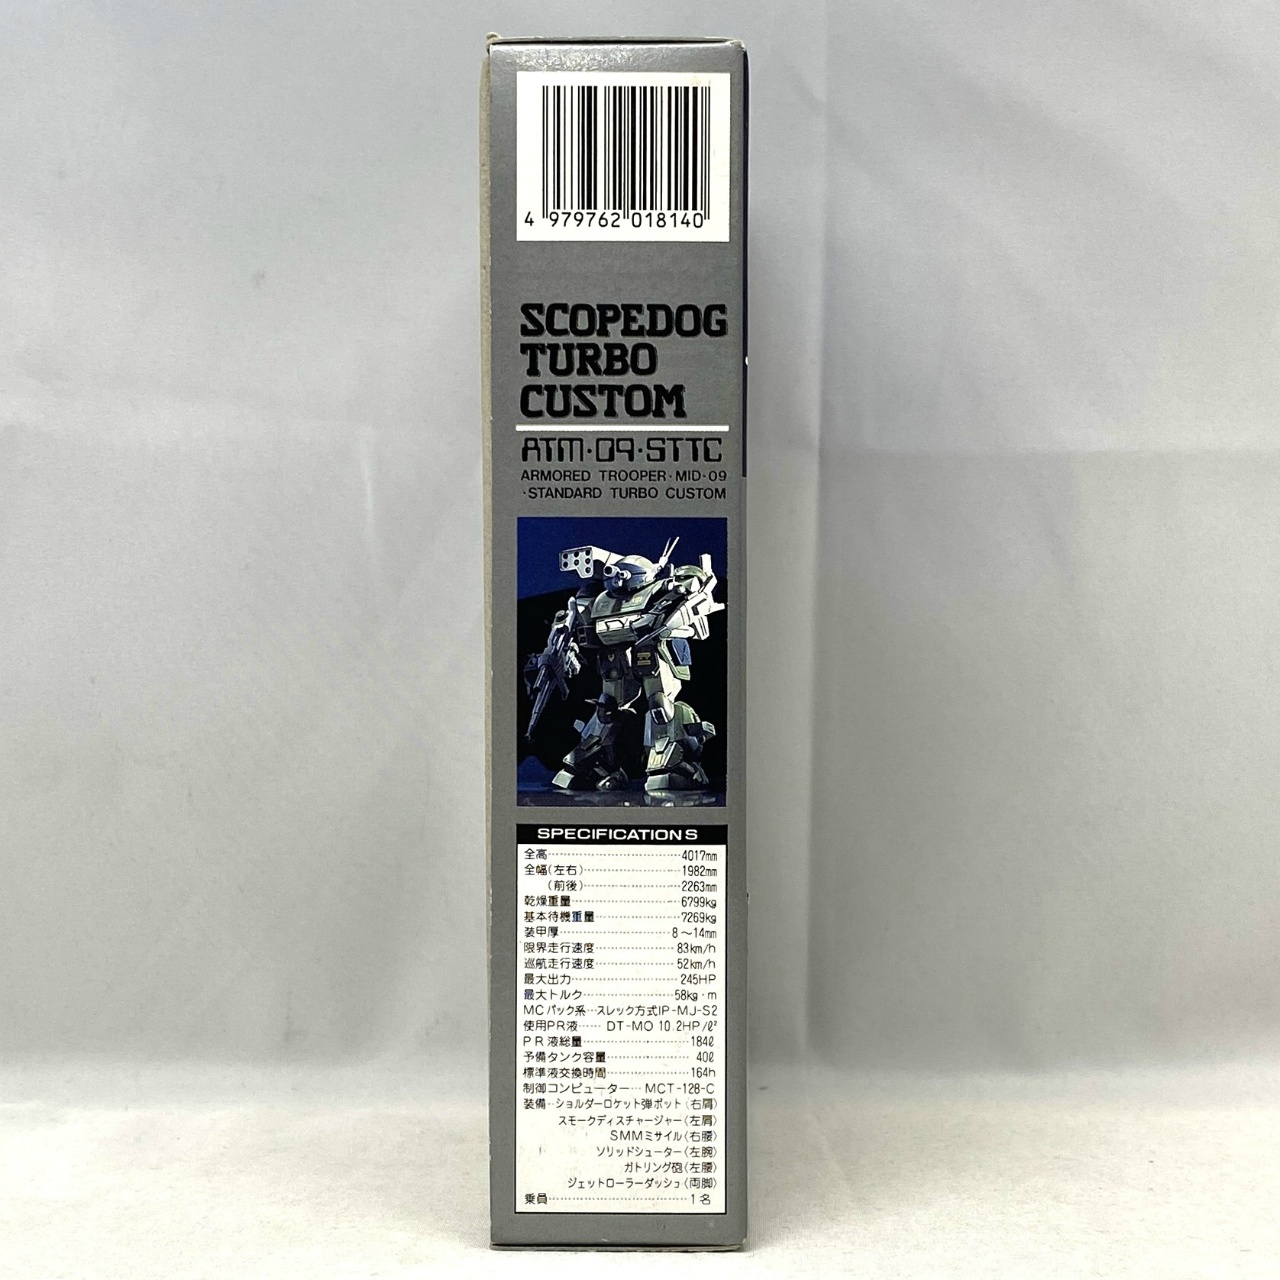 4 979762 018140
SCOPEDOG
TURBO
CUSTOM
ATM·09·STTC
ARMORED TROOPER·MID·09
·STANDARD TURBO CUSTOM
SPECIFICATIONS
全高 4017mm
全幅(左右) 1982mm
(前後) 2263mm
乾燥重量 6799kg
基本待機重量 7269kg
装甲厚 8～14mm
限界走行速度 83km/h
巡航走行速度 52km/h
最大出力 245HP
最大トルク 58kg·m
MCパック系 スレック方式IP-MJ-S2
使用PR液 DT-MO 10.2HP/ℓ²
PR液総量 184ℓ
予備タンク容量 40ℓ
標準液交換時間 164h
制御コンピューター MCT-128-C
装備 ショルダーロケット弾ポット(右肩)
スモークディスチャージャー(左肩)
SMMミサイル(右腰)
ソリッドシューター(左腕)
ガトリング砲(左腰)
ジェットローラーダッシュ(両脚)
乗員 1名